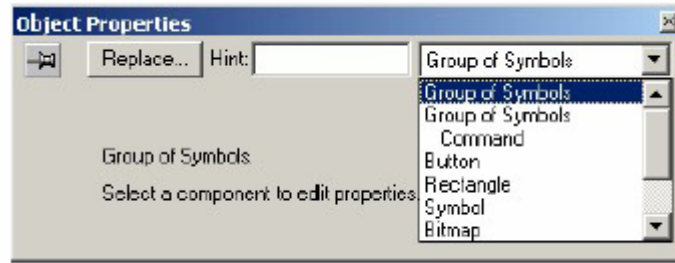 Object Properties
Replace... Hint: Group of Symbols
Group of Symbols
Group of Symbols
Command
Button
Rectangle
Symbol
Bitmap
Group of Symbols
Select a component to edit properties.